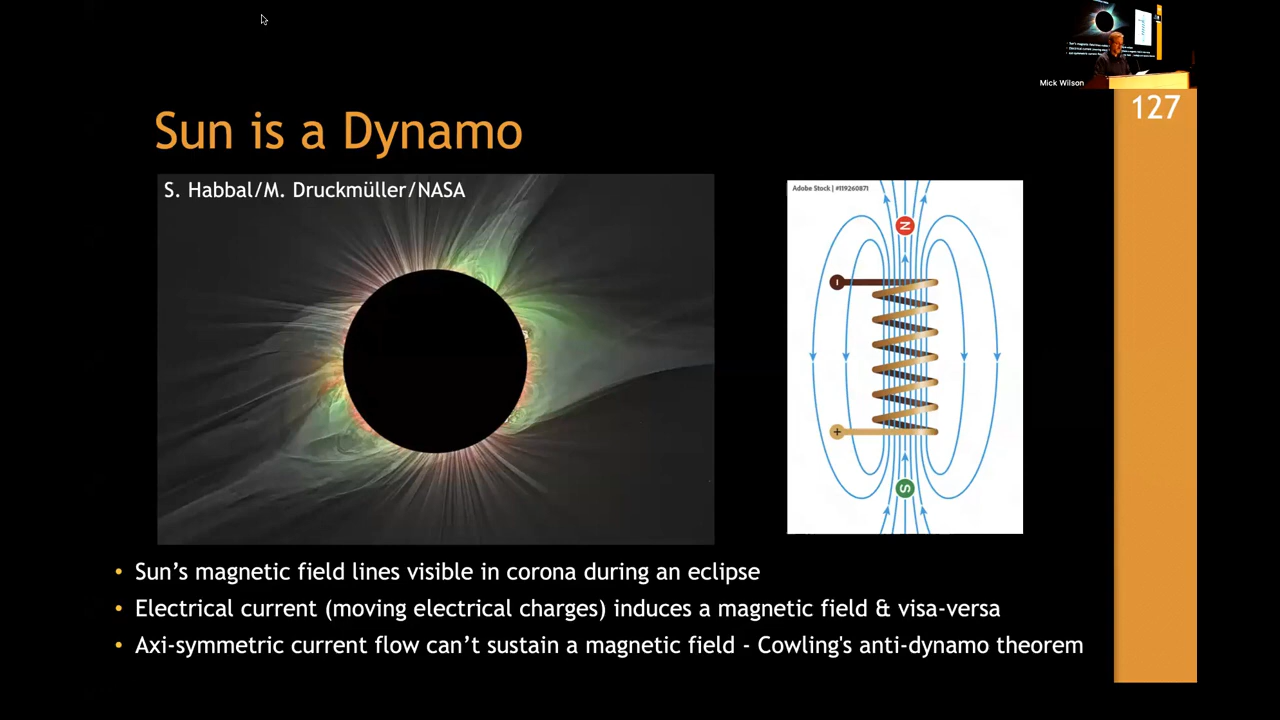 Mick Wilson
127
Sun is a Dynamo
S. Habbal/M. Druckmüller/NASA
Adobe Stock | #119260871
N
-
+
S
• Sun's magnetic field lines visible in corona during an eclipse
• Electrical current (moving electrical charges) induces a magnetic field & visa-versa
• Axi-symmetric current flow can't sustain a magnetic field - Cowling's anti-dynamo theorem